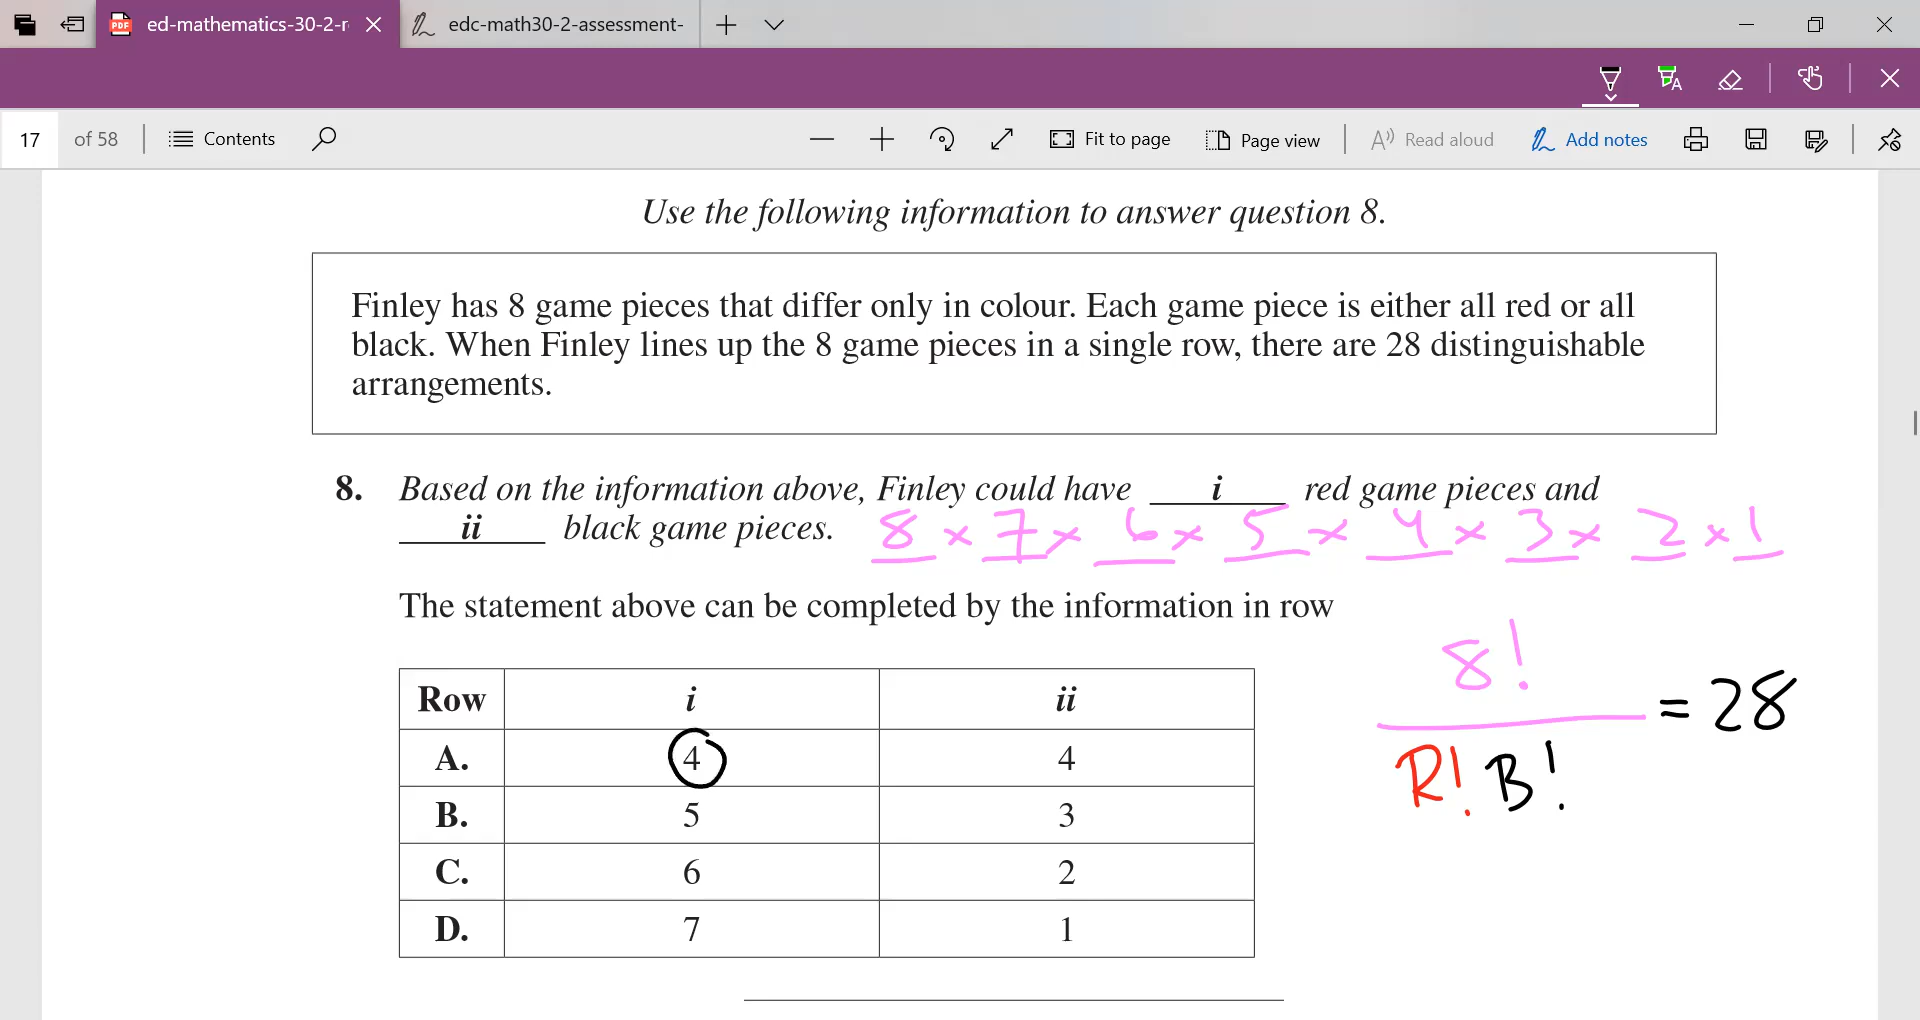 ed-mathematics-30-2-r
edc-math30-2-assessment-
17 of 58 Contents Fit to page Page view Read aloud Add notes
Use the following information to answer question 8.
Finley has 8 game pieces that differ only in colour. Each game piece is either all red or all
black. When Finley lines up the 8 game pieces in a single row, there are 28 distinguishable
arrangements.
8. Based on the information above, Finley could have i red game pieces and
ii black game pieces.
8 × 7 × 6 × 5 × 4 × 3 × 2 × 1
The statement above can be completed by the information in row
8!
R! B!
= 28
Row i ii
A. 4 4
B. 5 3
C. 6 2
D. 7 1